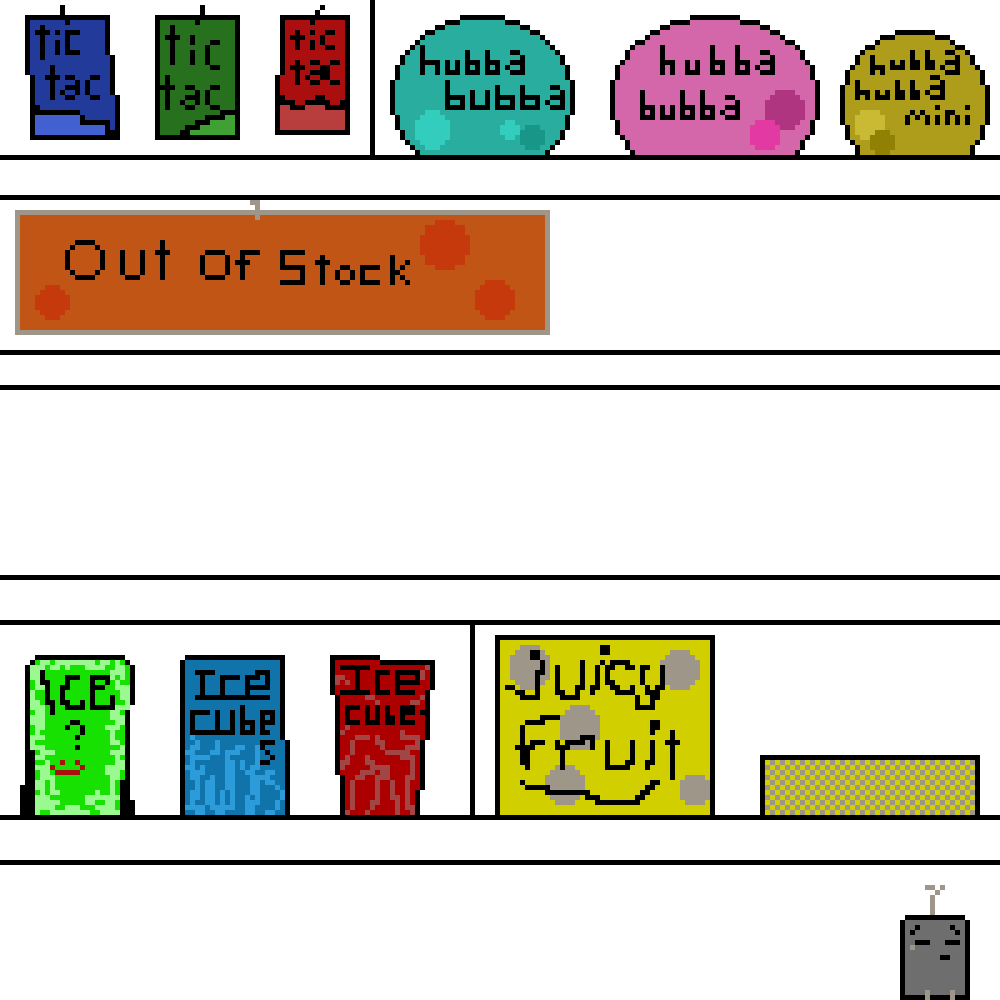 tic
tac
tic
tac
tic
tac
hubba
bubba
hubba
bubba
hubba
hubba
mini
Out of Stock
ICE
?
Ice
cube
s
Ice
cube
Juicy
fruit